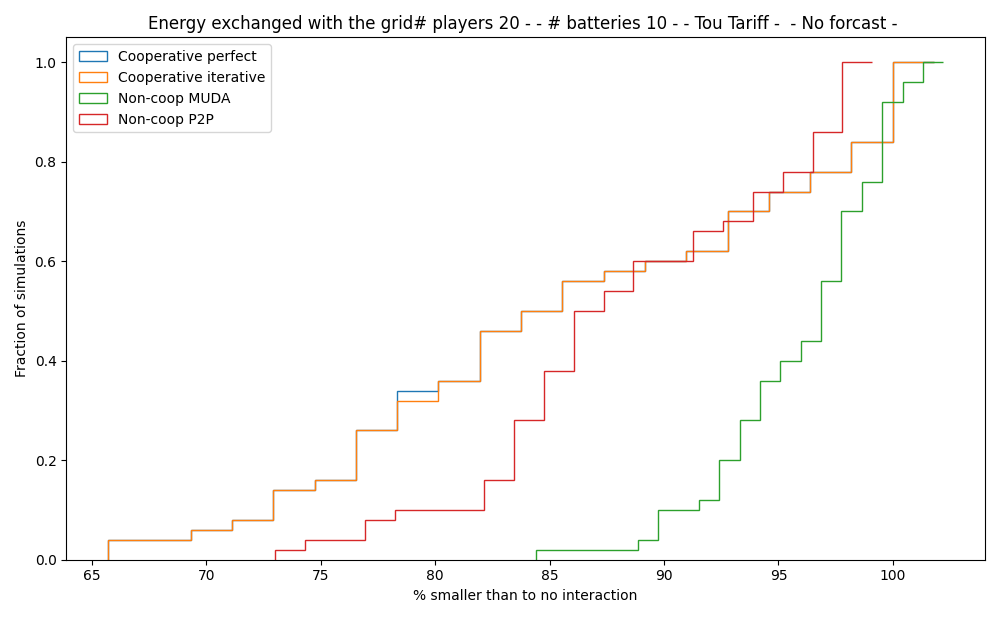 Energy exchanged with the grid# players 20 - - # batteries 10 - - Tou Tariff -  - No forcast -
Cooperative perfect
Cooperative iterative
Non-coop MUDA
Non-coop P2P
Fraction of simulations
1.0
0.8
0.6
0.4
0.2
0.0
65 70 75 80 85 90 95 100
% smaller than to no interaction